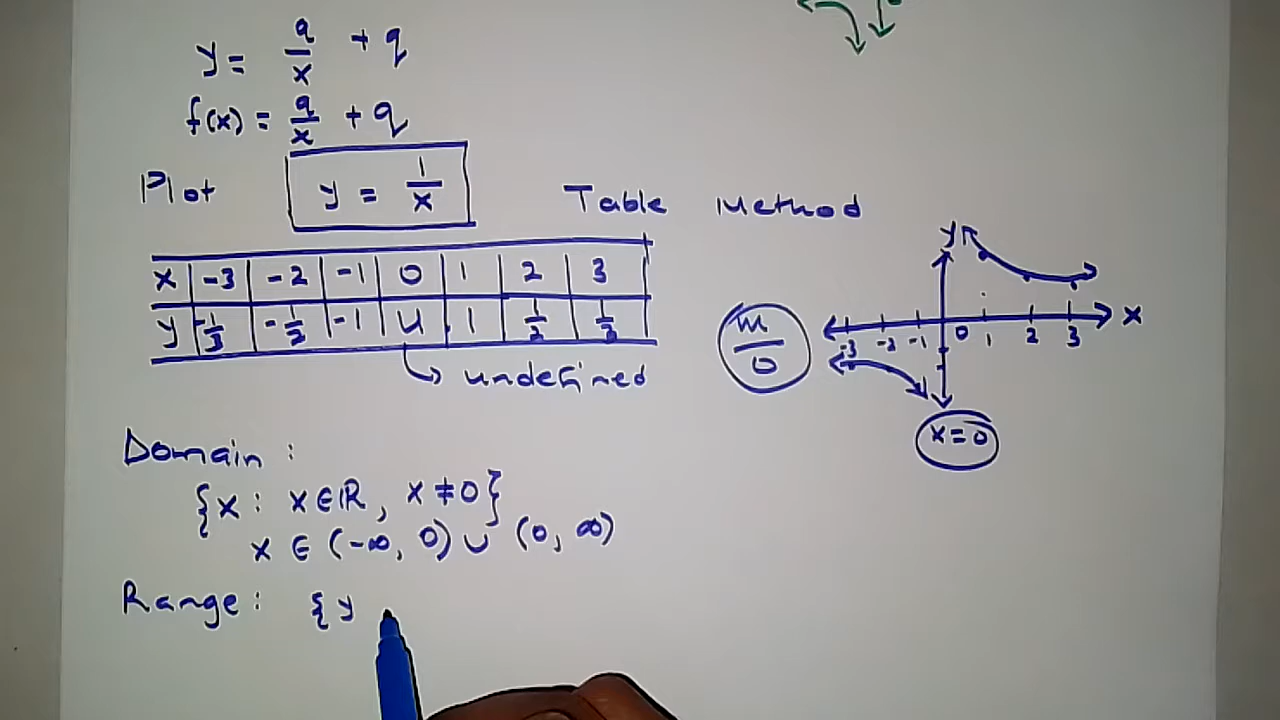 y = a/x + q
f(x) = a/x + q
Plot y = 1/x Table Method
x -3 -2 -1 0 1 2 3
y -1/3 -1/2 -1 U 1 1/2 1/3
undefined
m/0
y
x
-3 -2 -1 0 1 2 3
x=0
Domain :
{x : x ∈ ℝ, x ≠ 0}
x ∈ (-∞, 0) ∪ (0, ∞)
Range : {y